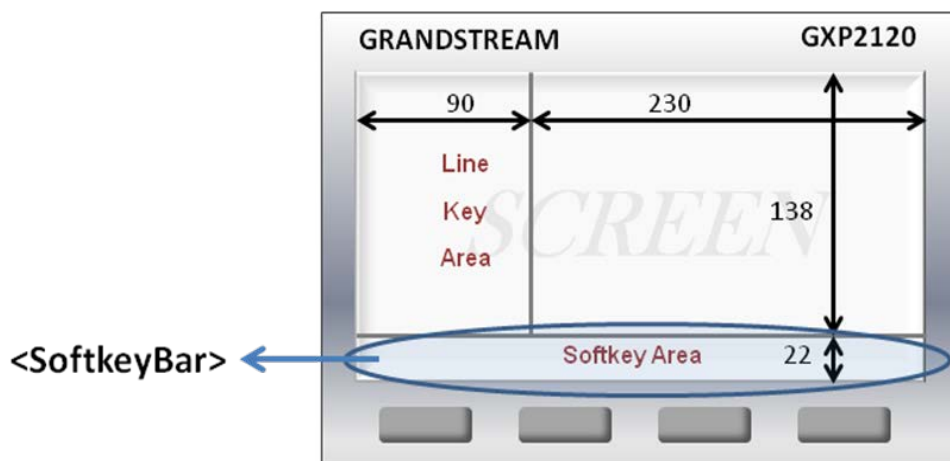 GRANDSTREAM GXP2120
90 230
Line
Key
Area
SCREEN
138
<SoftkeyBar>
Softkey Area 22